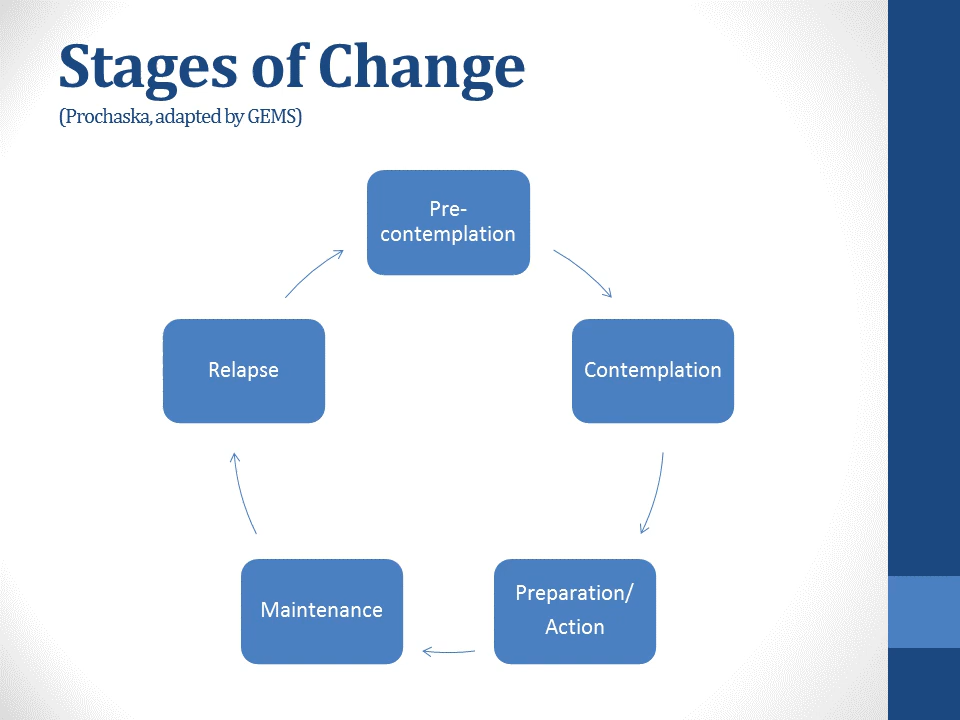 Stages of Change
(Prochaska, adapted by GEMS)
Pre-
contemplation
Relapse
Contemplation
Maintenance
Preparation/
Action